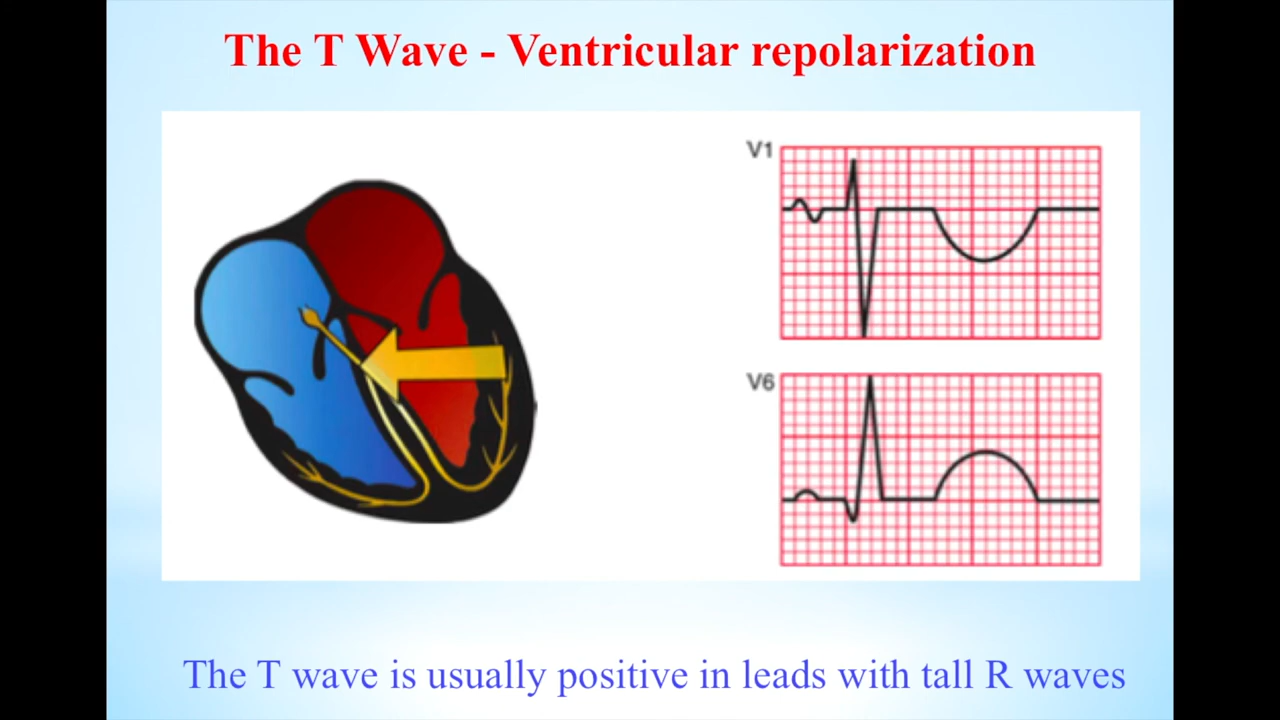 The T Wave - Ventricular repolarization
V1
V6
The T wave is usually positive in leads with tall R waves